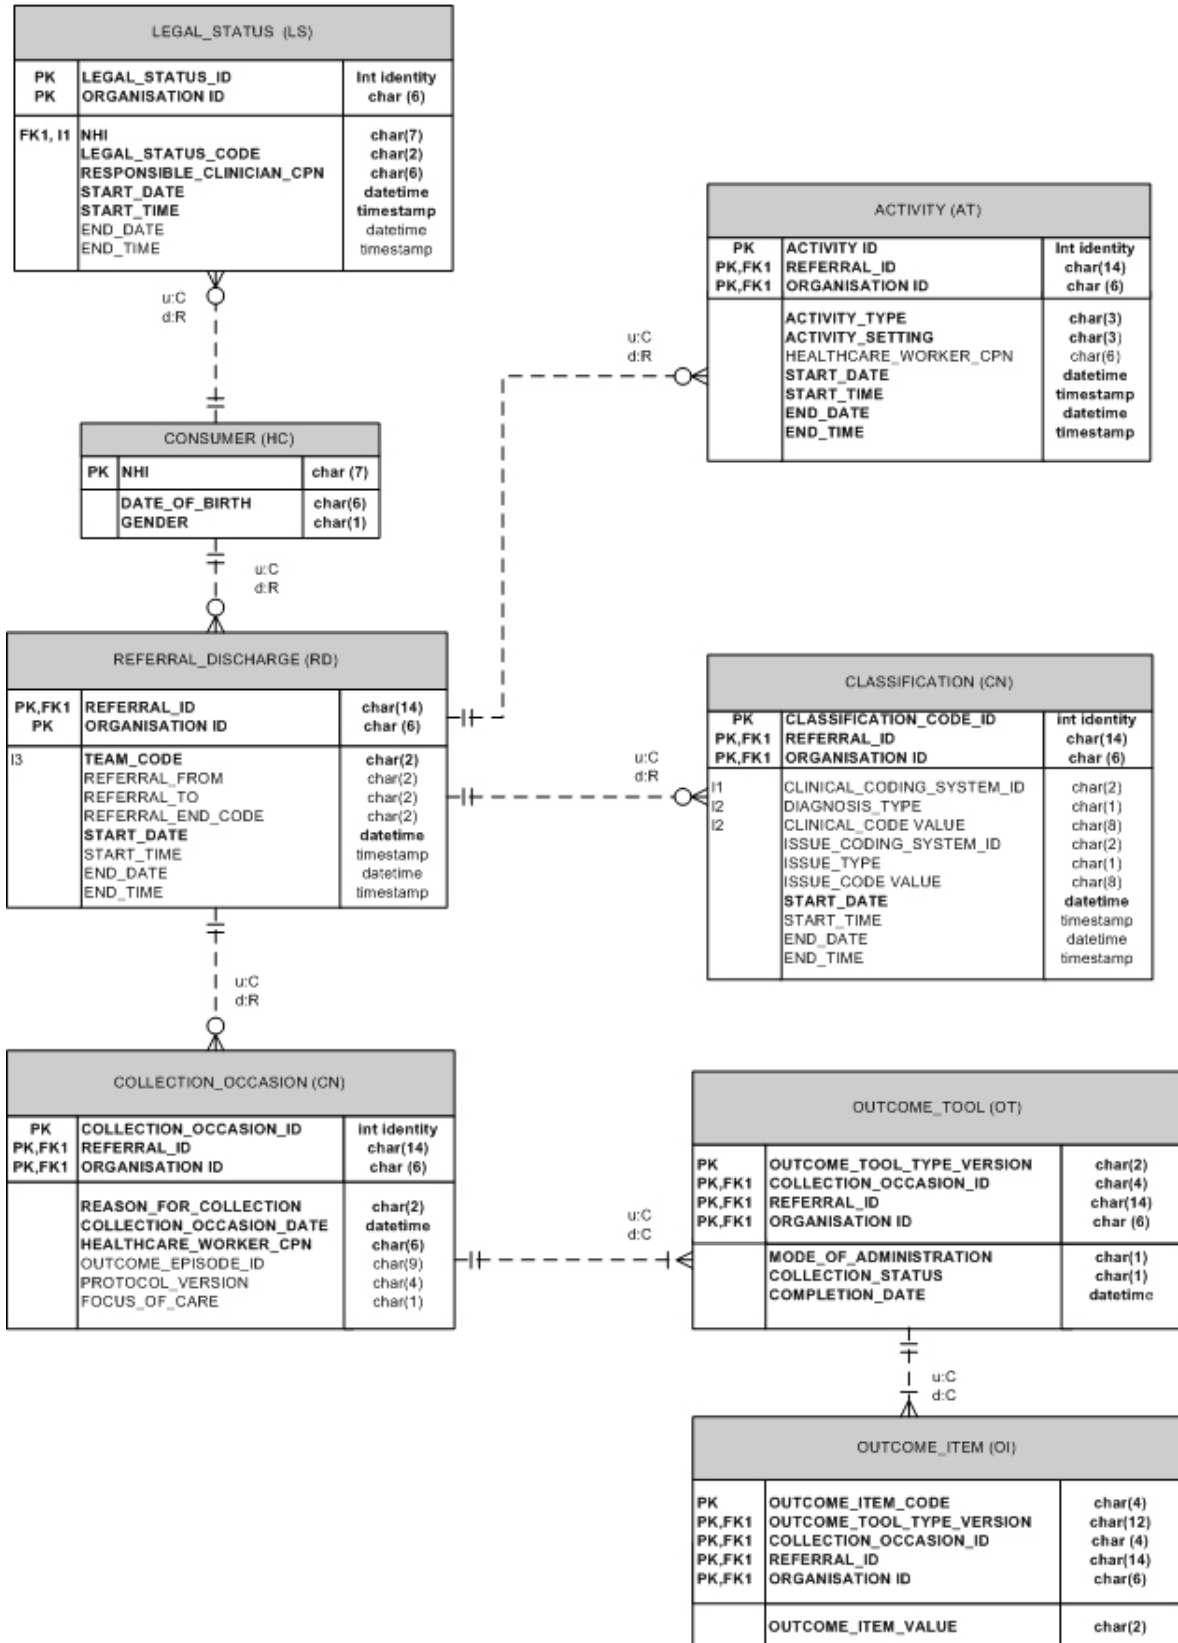 LEGAL_STATUS (LS)
PK LEGAL_STATUS_ID Int identity
PK ORGANISATION ID char (6)
FK1, I1 NHI char(7)
LEGAL_STATUS_CODE char(2)
RESPONSIBLE_CLINICIAN_CPN char(6)
START_DATE datetime
START_TIME timestamp
END_DATE datetime
END_TIME timestamp
u:C
d:R
ACTIVITY (AT)
PK ACTIVITY ID Int identity
PK,FK1 REFERRAL_ID char(14)
PK,FK1 ORGANISATION ID char (6)
ACTIVITY_TYPE char(3)
ACTIVITY_SETTING char(3)
HEALTHCARE_WORKER_CPN char(6)
START_DATE datetime
START_TIME timestamp
END_DATE datetime
END_TIME timestamp
u:C
d:R
CONSUMER (HC)
PK NHI char (7)
DATE_OF_BIRTH char(6)
GENDER char(1)
u:C
d:R
REFERRAL_DISCHARGE (RD)
PK,FK1 REFERRAL_ID char(14)
PK ORGANISATION ID char (6)
I3 TEAM_CODE char(2)
REFERRAL_FROM char(2)
REFERRAL_TO char(2)
REFERRAL_END_CODE char(2)
START_DATE datetime
START_TIME timestamp
END_DATE datetime
END_TIME timestamp
u:C
d:R
CLASSIFICATION (CN)
PK CLASSIFICATION_CODE_ID int identity
PK,FK1 REFERRAL_ID char(14)
PK,FK1 ORGANISATION ID char (6)
I1 CLINICAL_CODING_SYSTEM_ID char(2)
I2 DIAGNOSIS_TYPE char(1)
I2 CLINICAL_CODE VALUE char(8)
ISSUE_CODING_SYSTEM_ID char(2)
ISSUE_TYPE char(1)
ISSUE_CODE VALUE char(8)
START_DATE datetime
START_TIME timestamp
END_DATE datetime
END_TIME timestamp
u:C
d:R
COLLECTION_OCCASION (CN)
PK COLLECTION_OCCASION_ID int identity
PK,FK1 REFERRAL_ID char(14)
PK,FK1 ORGANISATION ID char (6)
REASON_FOR_COLLECTION char(2)
COLLECTION_OCCASION_DATE datetime
HEALTHCARE_WORKER_CPN char(6)
OUTCOME_EPISODE_ID char(9)
PROTOCOL_VERSION char(4)
FOCUS_OF_CARE char(1)
u:C
d:C
OUTCOME_TOOL (OT)
PK OUTCOME_TOOL_TYPE_VERSION char(2)
PK,FK1 COLLECTION_OCCASION_ID char(4)
PK,FK1 REFERRAL_ID char(14)
PK,FK1 ORGANISATION ID char (6)
MODE_OF_ADMINISTRATION char(1)
COLLECTION_STATUS char(1)
COMPLETION_DATE datetime
u:C
d:C
OUTCOME_ITEM (OI)
PK OUTCOME_ITEM_CODE char(4)
PK,FK1 OUTCOME_TOOL_TYPE_VERSION char(12)
PK,FK1 COLLECTION_OCCASION_ID char (4)
PK,FK1 REFERRAL_ID char(14)
PK,FK1 ORGANISATION ID char(6)
OUTCOME_ITEM_VALUE char(2)